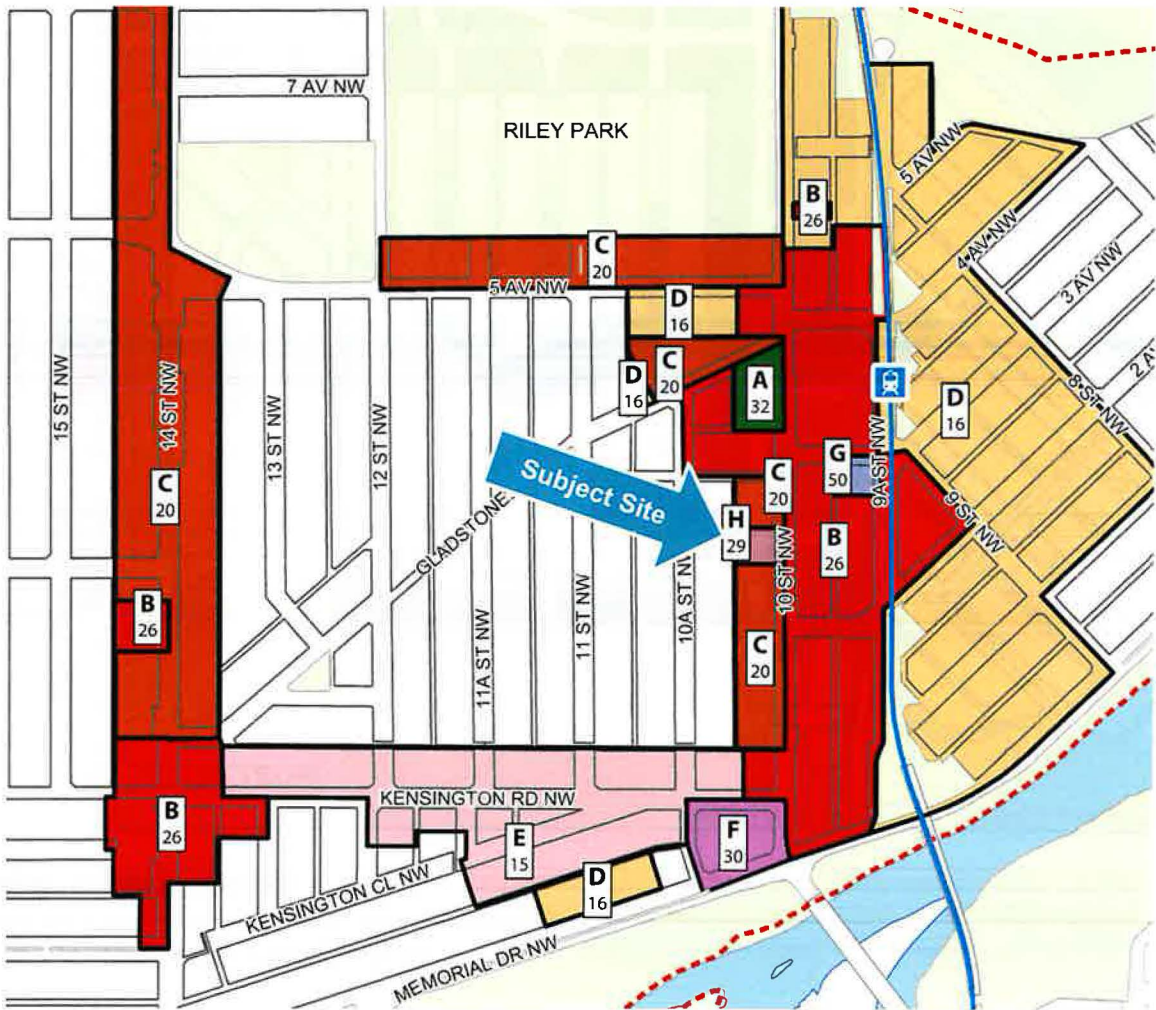 7 AV NW
RILEY PARK
B
26
5 AV NW
4 AV NW
3 AV NW
C
20
5 AV NW
D
16
15 ST NW
14 ST NW
13 ST NW
12 ST NW
D
16
C
20
A
32
D
16
8 ST NW
C
20
GLADSTONE
Subject Site
C
20
G
50
9A ST NW
9 ST NW
H
29
10 ST NW
B
26
B
26
11A ST NW
11 ST NW
10A ST NW
C
20
KENSINGTON RD NW
B
26
E
15
F
30
D
16
KENSINGTON CL NW
MEMORIAL DR NW